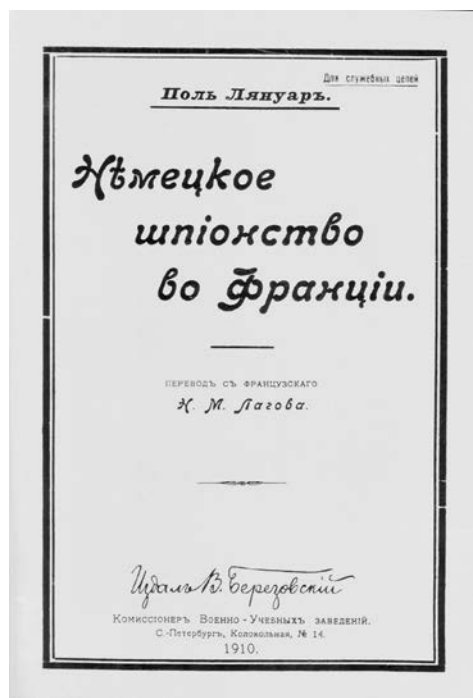 Для служебных целей
Поль Лянуаръ.
Нѣмецкое
шпіонство
во Франціи.
ПЕРЕВОДЪ СЪ ФРАНЦУЗСКАГО
Н. М. Лагова.
Издалъ В. Березовскій
Комиссіонеръ Военно-Учебныхъ заведеній.
С.-Петербургъ, Колокольная, № 14.
1910.